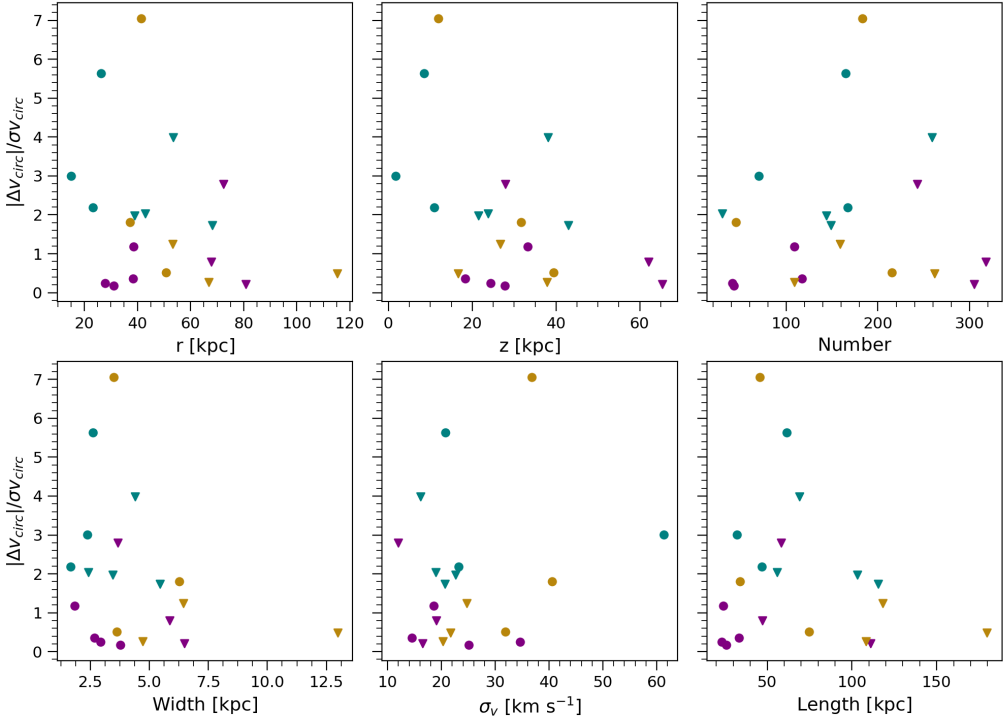 7
6
5
4
3
2
1
0
|Δv_circ|/σv_circ
20 40 60 80 100 120
r [kpc]
0 20 40 60
z [kpc]
100 200 300
Number
7
6
5
4
3
2
1
0
|Δv_circ|/σv_circ
2.5 5.0 7.5 10.0 12.5
Width [kpc]
10 20 30 40 50 60
σ_v [km s⁻¹]
50 100 150
Length [kpc]